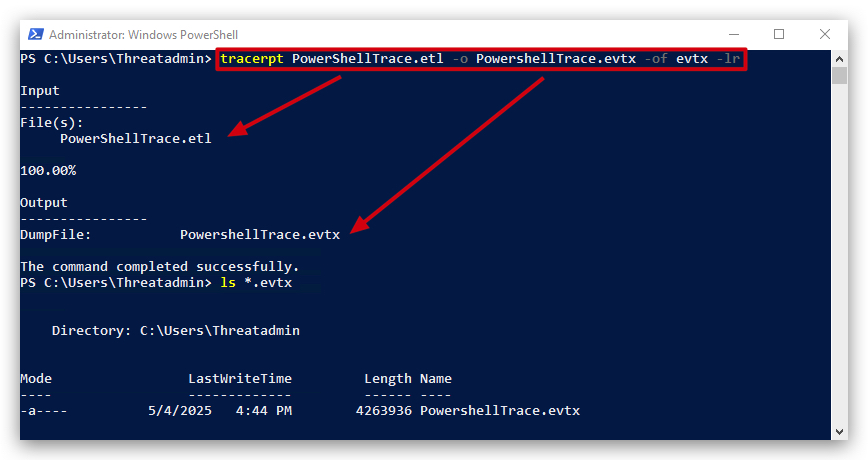 Administrator: Windows PowerShell
PS C:\Users\Threatadmin> tracerpt PowerShellTrace.etl -o PowershellTrace.evtx -of evtx -lr
Input
----------------
File(s):
     PowerShellTrace.etl
100.00%
Output
----------------
DumpFile:           PowershellTrace.evtx
The command completed successfully.
PS C:\Users\Threatadmin> ls *.evtx
    Directory: C:\Users\Threatadmin
Mode                 LastWriteTime         Length Name
----                 -------------         ------ ----
-a----          5/4/2025   4:44 PM        4263936 PowershellTrace.evtx